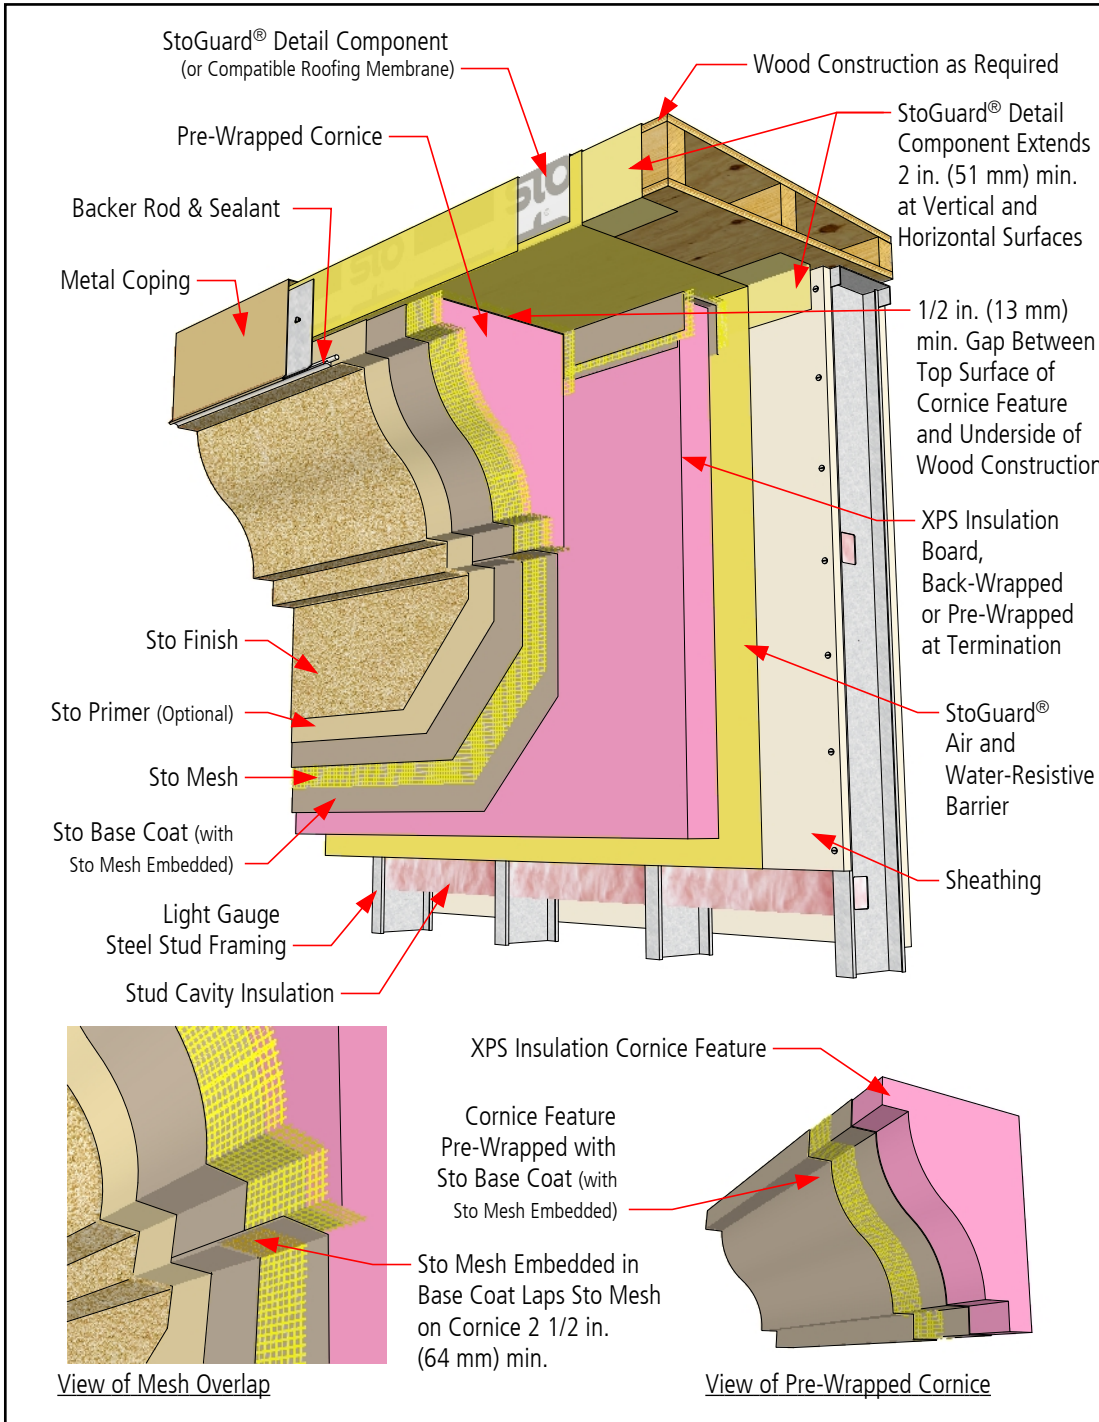 StoGuard® Detail Component
(or Compatible Roofing Membrane)
Wood Construction as Required
Pre-Wrapped Cornice
StoGuard® Detail
Component Extends
2 in. (51 mm) min.
at Vertical and
Horizontal Surfaces
Backer Rod & Sealant
Metal Coping
sto
sto
1/2 in. (13 mm)
min. Gap Between
Top Surface of
Cornice Feature
and Underside of
Wood Construction
XPS Insulation
Board,
Back-Wrapped
or Pre-Wrapped
at Termination
Sto Finish
Sto Primer (Optional)
Sto Mesh
Sto Base Coat (with
Sto Mesh Embedded)
StoGuard®
Air and
Water-Resistive
Barrier
Sheathing
Light Gauge
Steel Stud Framing
Stud Cavity Insulation
XPS Insulation Cornice Feature
Cornice Feature
Pre-Wrapped with
Sto Base Coat (with
Sto Mesh Embedded)
Sto Mesh Embedded in
Base Coat Laps Sto Mesh
on Cornice 2 1/2 in.
(64 mm) min.
View of Mesh Overlap
View of Pre-Wrapped Cornice